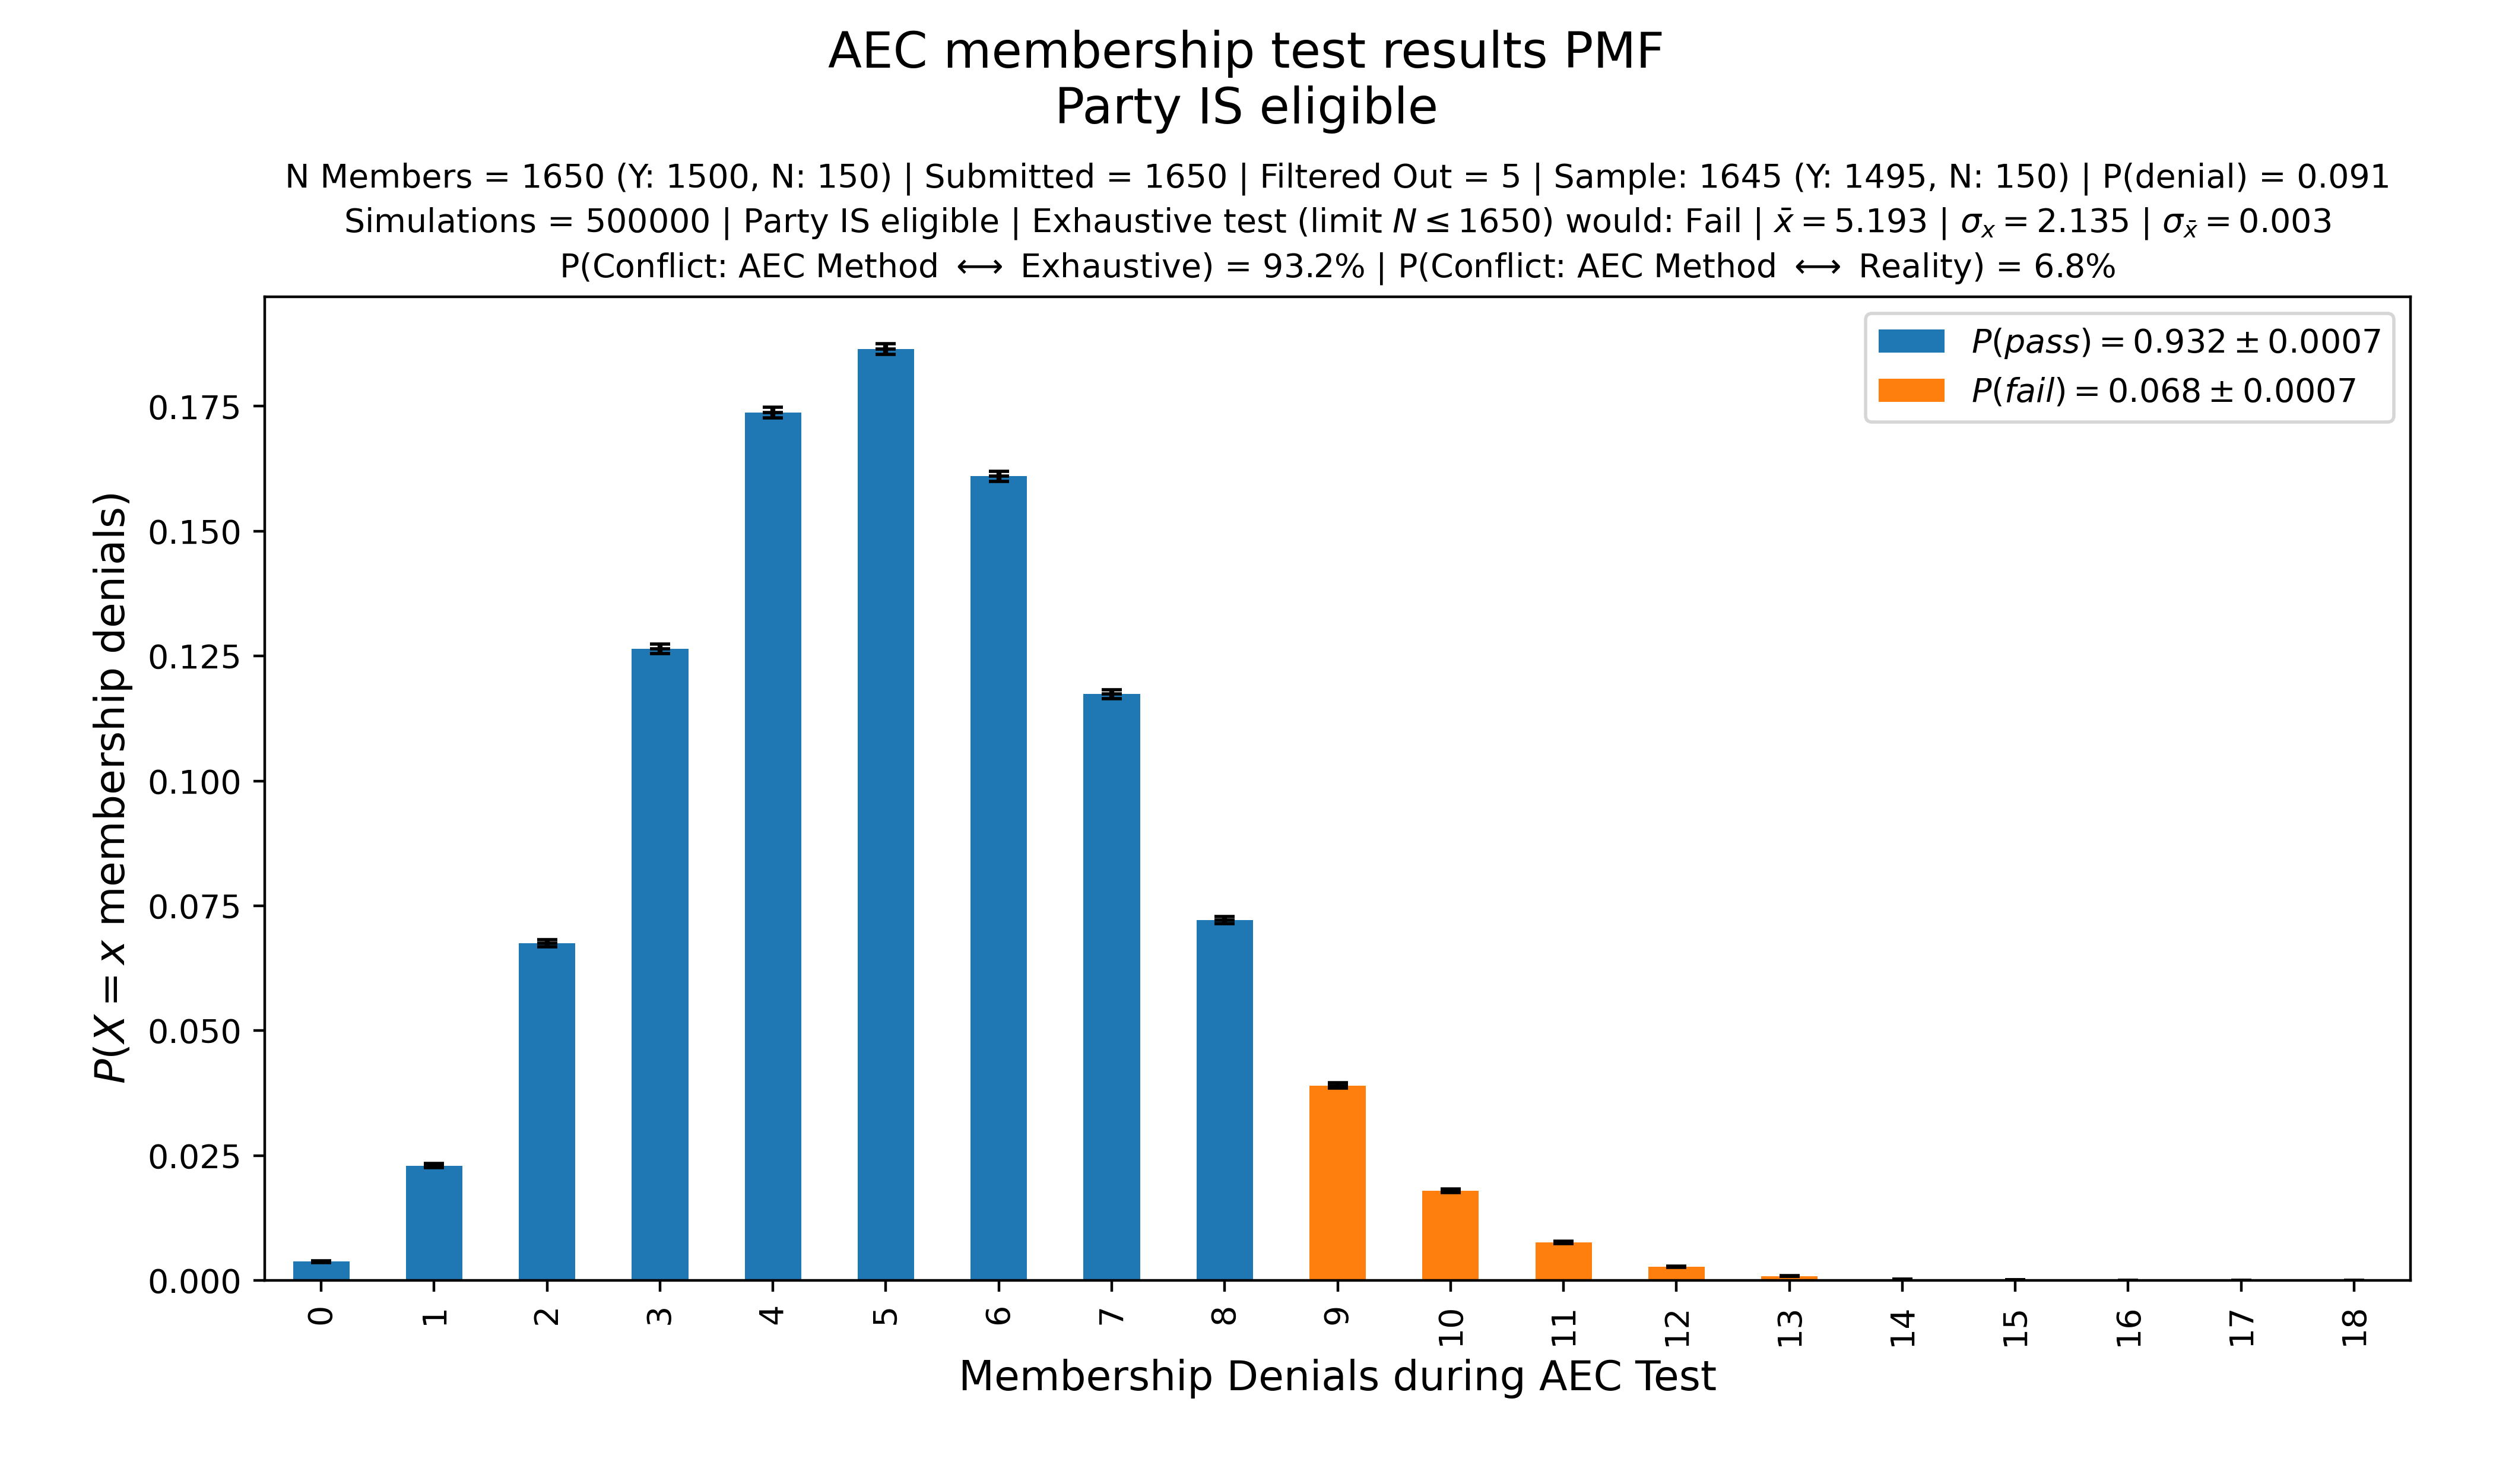 AEC membership test results PMF
Party IS eligible
N Members = 1650 (Y: 1500, N: 150) | Submitted = 1650 | Filtered Out = 5 | Sample: 1645 (Y: 1495, N: 150) | P(denial) = 0.091
Simulations = 500000 | Party IS eligible | Exhaustive test (limit N ≤ 1650) would: Fail | x̄ = 5.193 | σₓ = 2.135 | σ_x̄ = 0.003
P(Conflict: AEC Method ⟷ Exhaustive) = 93.2% | P(Conflict: AEC Method ⟷ Reality) = 6.8%
P(pass) = 0.932 ± 0.0007
P(fail) = 0.068 ± 0.0007
P(X = x membership denials)
0.175
0.150
0.125
0.100
0.075
0.050
0.025
0.000
0 1 2 3 4 5 6 7 8 9 10 11 12 13 14 15 16 17 18
Membership Denials during AEC Test